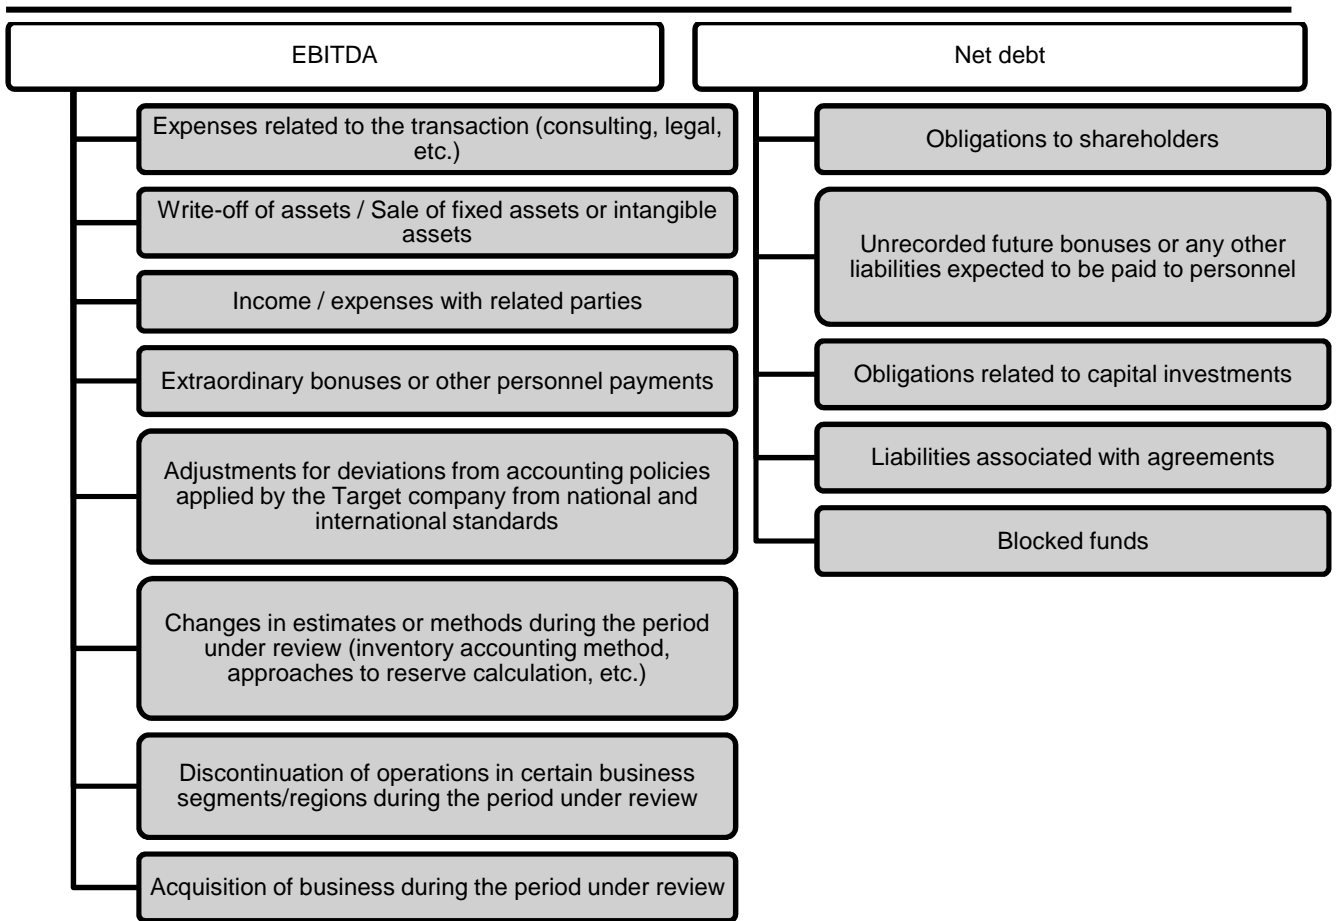 EBITDA
Expenses related to the transaction (consulting, legal,
etc.)
Write-off of assets / Sale of fixed assets or intangible
assets
Income / expenses with related parties
Extraordinary bonuses or other personnel payments
Adjustments for deviations from accounting policies
applied by the Target company from national and
international standards
Changes in estimates or methods during the period
under review (inventory accounting method,
approaches to reserve calculation, etc.)
Discontinuation of operations in certain business
segments/regions during the period under review
Acquisition of business during the period under review
Net debt
Obligations to shareholders
Unrecorded future bonuses or any other
liabilities expected to be paid to personnel
Obligations related to capital investments
Liabilities associated with agreements
Blocked funds